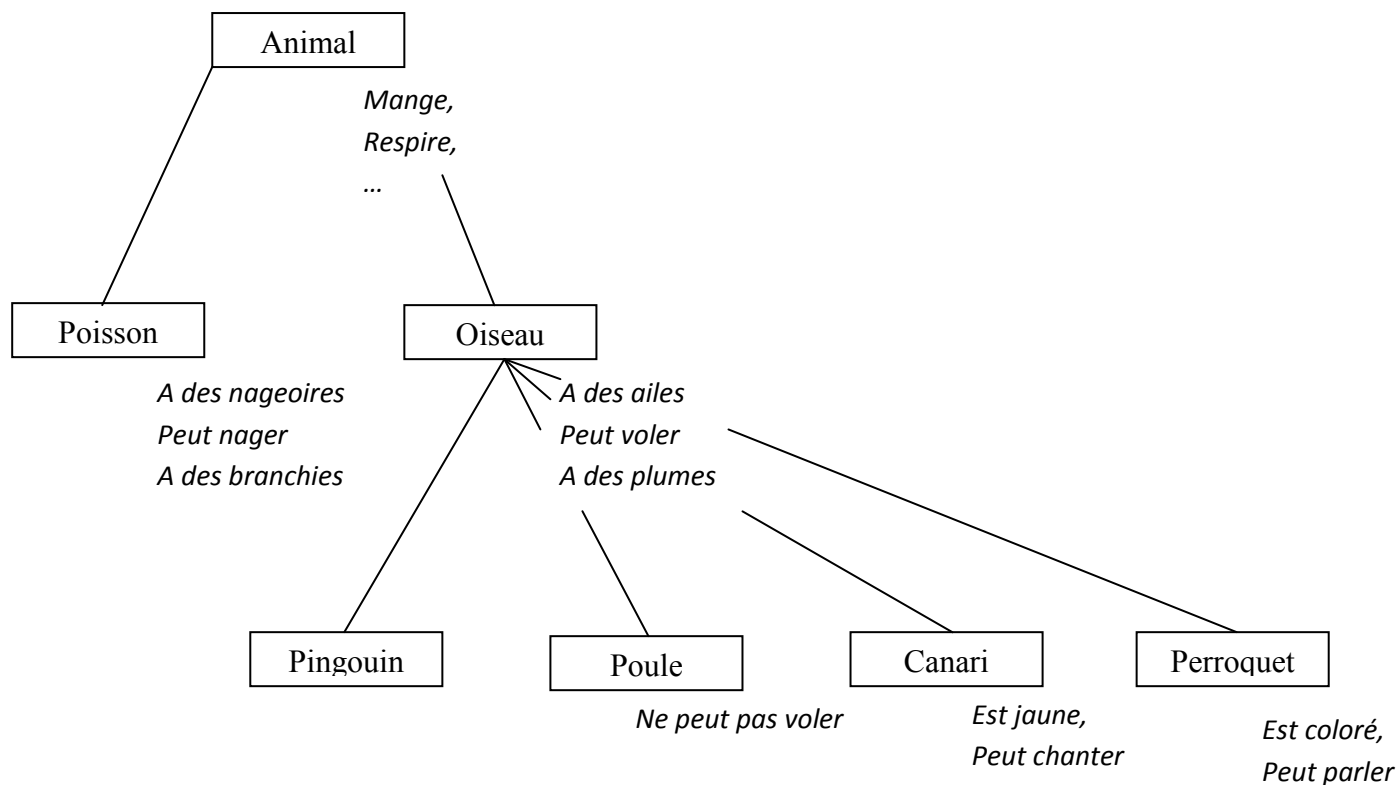 Animal
Mange,
Respire,
…
Poisson
Oiseau
A des nageoires
Peut nager
A des branchies
A des ailes
Peut voler
A des plumes
Pingouin
Poule
Canari
Perroquet
Ne peut pas voler
Est jaune,
Peut chanter
Est coloré,
Peut parler